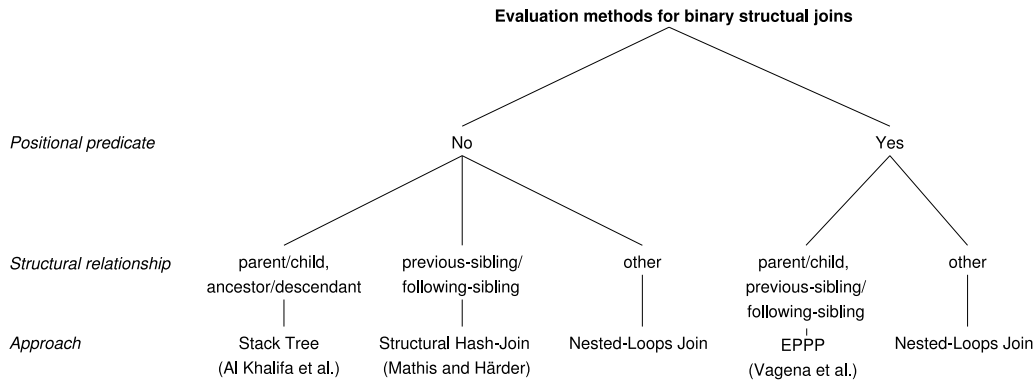 Evaluation methods for binary structual joins
Positional predicate No Yes
Structural relationship parent/child, previous-sibling/ other parent/child, other
ancestor/descendant following-sibling previous-sibling/
following-sibling
Approach Stack Tree Structural Hash-Join Nested-Loops Join EPPP Nested-Loops Join
(Al Khalifa et al.) (Mathis and Härder) (Vagena et al.)